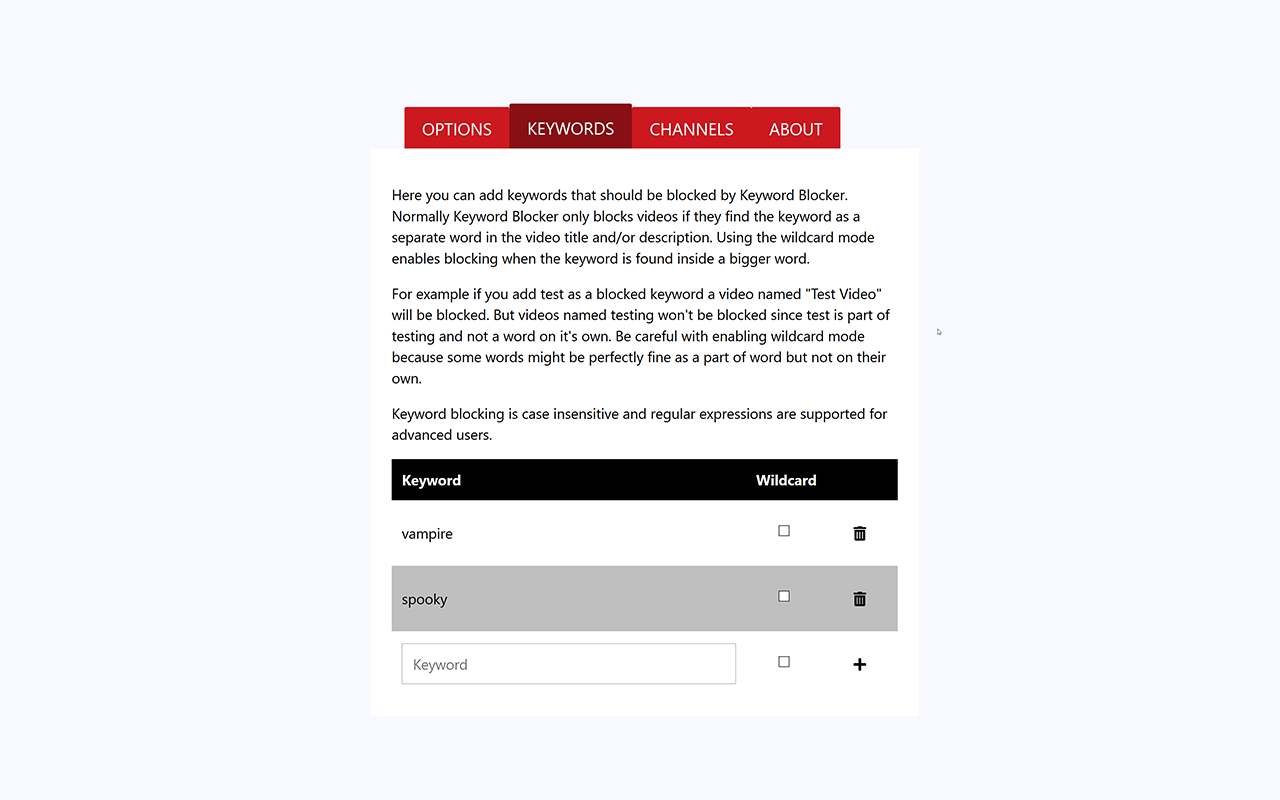 OPTIONS KEYWORDS CHANNELS ABOUT
Here you can add keywords that should be blocked by Keyword Blocker.
Normally Keyword Blocker only blocks videos if they find the keyword as a
separate word in the video title and/or description. Using the wildcard mode
enables blocking when the keyword is found inside a bigger word.
For example if you add test as a blocked keyword a video named "Test Video"
will be blocked. But videos named testing won't be blocked since test is part of
testing and not a word on it's own. Be careful with enabling wildcard mode
because some words might be perfectly fine as a part of word but not on their
own.
Keyword blocking is case insensitive and regular expressions are supported for
advanced users.
Keyword Wildcard
vampire
spooky
Keyword